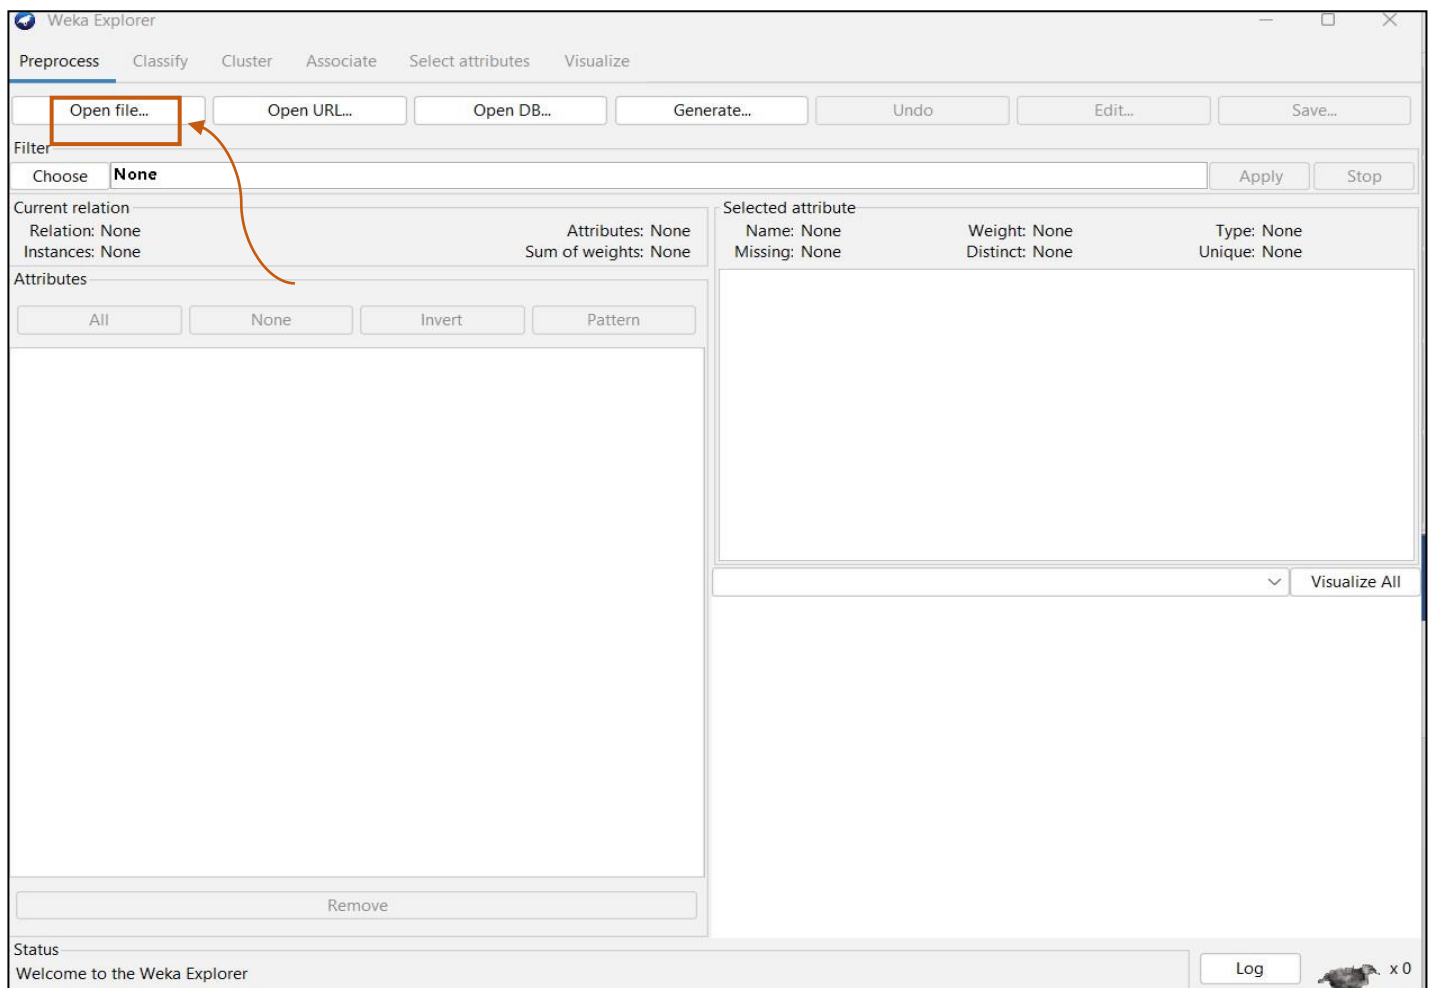 Weka Explorer
Preprocess Classify Cluster Associate Select attributes Visualize
Open file... Open URL... Open DB... Generate... Undo Edit... Save...
Filter
Choose None Apply Stop
Current relation
Relation: None Attributes: None
Instances: None Sum of weights: None
Selected attribute
Name: None Weight: None Type: None
Missing: None Distinct: None Unique: None
Attributes
All None Invert Pattern
Visualize All
Remove
Status
Welcome to the Weka Explorer
Log x 0